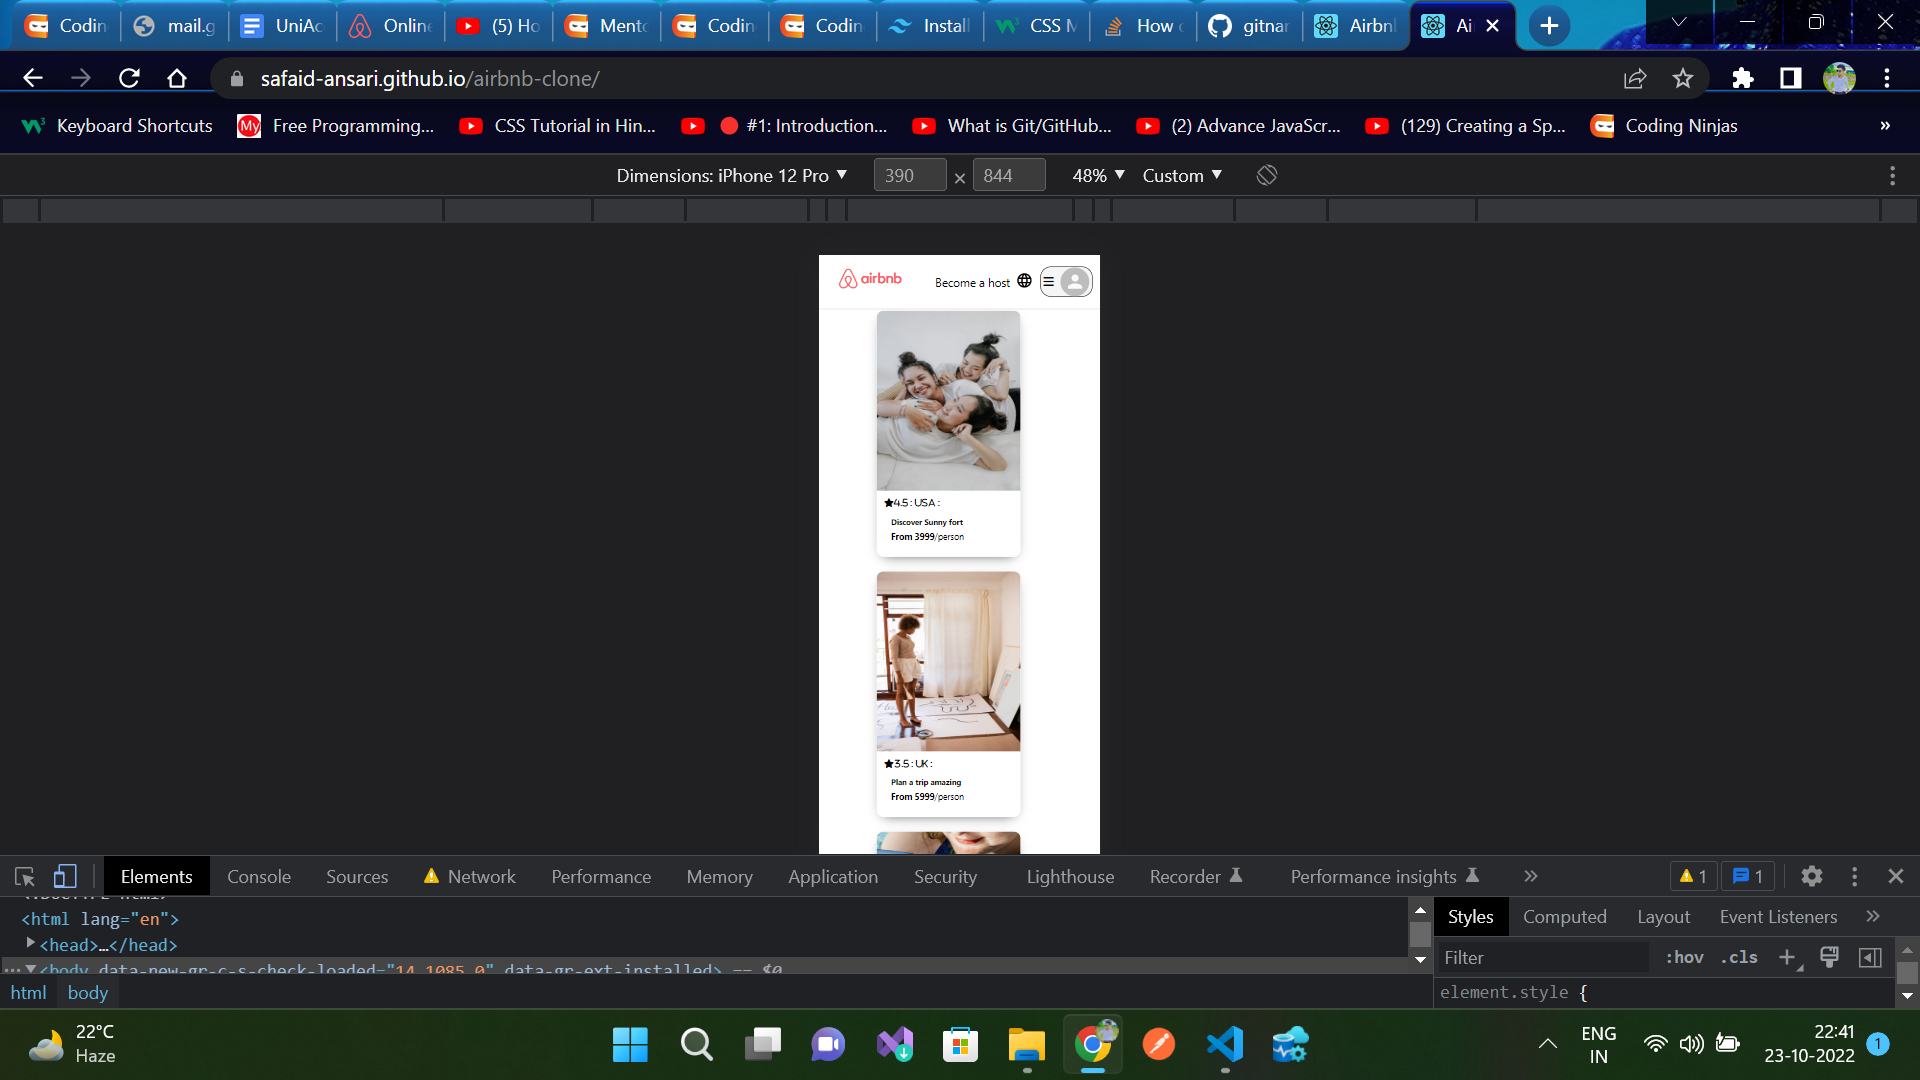 Codin
mail.g
UniAc
Online
(5) Ho
Mento
Codin
Codin
Install
CSS M
How c
gitnar
Airbnb
Ai
safaid-ansari.github.io/airbnb-clone/
Keyboard Shortcuts
My
Free Programming...
CSS Tutorial in Hin...
#1: Introduction...
What is Git/GitHub...
(2) Advance JavaScr...
(129) Creating a Sp...
Coding Ninjas
»
Dimensions: iPhone 12 Pro
390 × 844
48%
Custom
airbnb
Become a host
4.5 : USA :
Discover Sunny fort
From 3999/person
3.5 : UK :
Plan a trip amazing
From 5999/person
Elements
Console
Sources
Network
Performance
Memory
Application
Security
Lighthouse
Recorder
Performance insights
»
1
1
<!DOCTYPE html>
<html lang="en">
<head>…</head>
<body data-new-gr-c-s-check-loaded="14.1085.0" data-gr-ext-installed> == $0
html body
Styles
Computed
Layout
Event Listeners
»
Filter
:hov .cls
element.style {
22°C
Haze
ENG
IN
22:41
23-10-2022
1